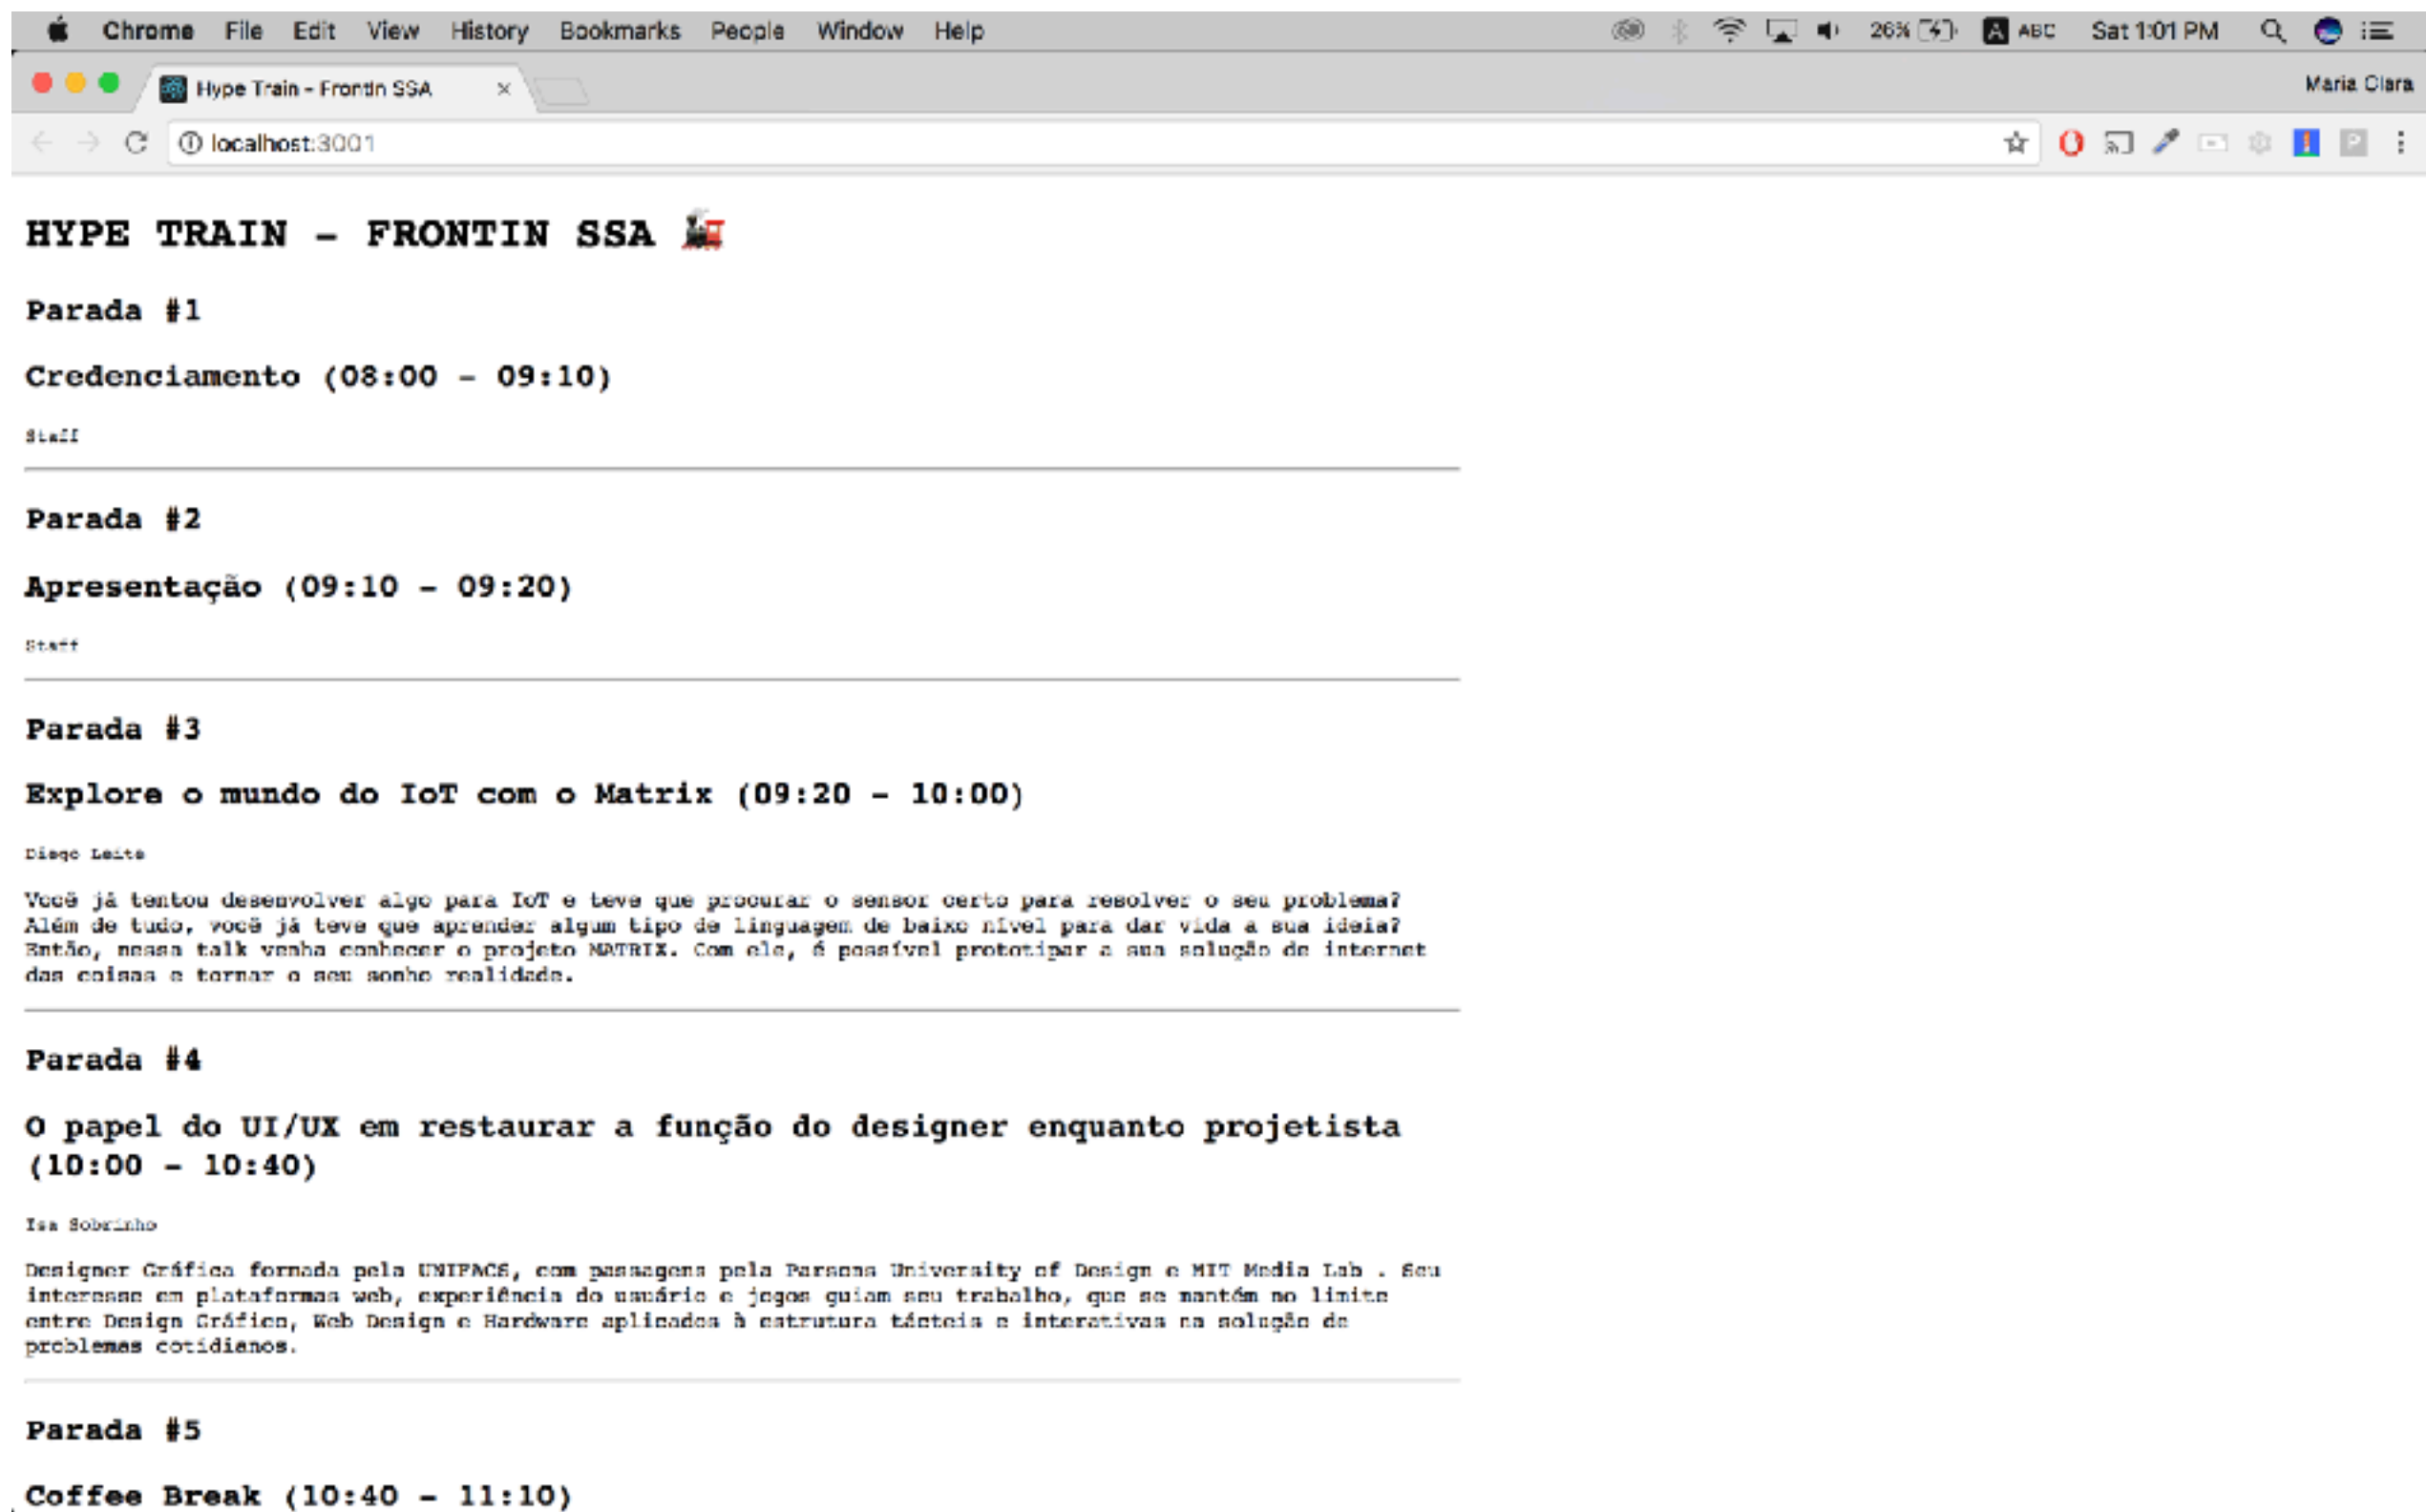 Chrome File Edit View History Bookmarks People Window Help 26% A ABC Sat 1:01 PM
Hype Train - FrontIn SSA × Maria Clara
localhost:3001
HYPE TRAIN - FRONTIN SSA
Parada #1
Credenciamento (08:00 - 09:10)
Staff
Parada #2
Apresentação (09:10 - 09:20)
Staff
Parada #3
Explore o mundo do IoT com o Matrix (09:20 - 10:00)
Diego Leite
Você já tentou desenvolver algo para IoT e teve que procurar o sensor certo para resolver o seu problema?
Além de tudo, você já teve que aprender algum tipo de linguagem de baixo nível para dar vida a sua ideia?
Então, nessa talk venha conhecer o projeto MATRIX. Com ele, é possível prototipar a sua solução de internet
das coisas e tornar o seu sonho realidade.
Parada #4
O papel do UI/UX em restaurar a função do designer enquanto projetista
(10:00 - 10:40)
Isa Sobrinho
Designer Gráfica formada pela UNIFACS, com passagens pela Parsons University of Design e MIT Media Lab . Seu
interesse em plataformas web, experiência do usuário e jogos guiam seu trabalho, que se mantém no limite
entre Design Gráfico, Web Design e Hardware aplicados à estrutura tácteis e interativas na solução de
problemas cotidianos.
Parada #5
Coffee Break (10:40 - 11:10)